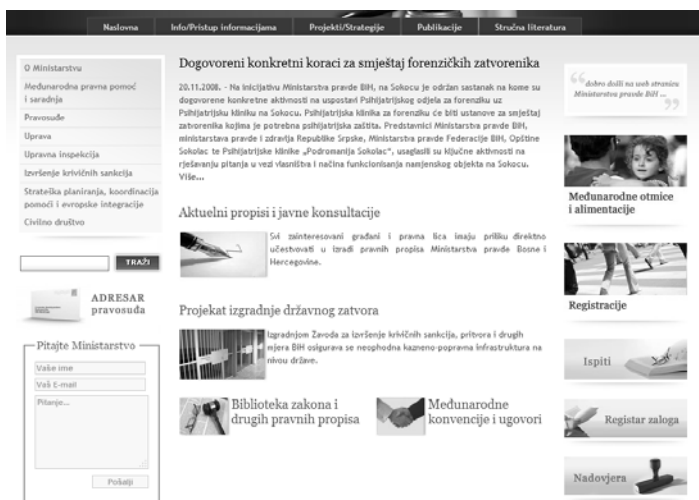 Naslovna
Info/Pristup informacijama
Projekti/Strategije
Publikacije
Stručna literatura
O Ministarstvu
Međunarodna pravna pomoć
i saradnja
Pravosuđe
Uprava
Upravna inspekcija
Izvršenje krivičnih sankcija
Strateška planiranja, koordinacija
pomoći i evropske integracije
Civilno društvo
TRAŽI
ADRESAR
pravosuđa
Pitajte Ministarstvo
Vaše ime
Vaš E-mail
Pitanje...
Pošalji
Dogovoreni konkretni koraci za smještaj forenzičkih zatvorenika
20.11.2008. - Na inicijativu Ministarstva pravde BiH, na Sokocu je održan sastanak na kome su
dogovorene konkretne aktivnosti na uspostavi Psihijatrijskog odjela za forenziku uz
Psihijatrijsku kliniku na Sokocu. Psihijatrijska klinika za forenziku će biti ustanove za smještaj
zatvorenika kojima je potrebna psihijatrijska zaštita. Predstavnici Ministarstva pravde BiH,
ministarstava pravde i zdravlja Republike Srpske, Ministarstva pravde Federacije BiH, Opštine
Sokolac te Psihijatrijske klinike „Podromanija Sokolac“, usaglasili su ključne aktivnosti na
rješavanju pitanja u vezi vlasništva i načina funkcionisanja namjenskog objekta na Sokocu.
Više...
Aktuelni propisi i javne konsultacije
Svi zainteresovani građani i pravna lica imaju priliku direktno
učestvovati u izradi pravnih propisa Ministarstva pravde Bosne i
Hercegovine.
Projekat izgradnje državnog zatvora
Izgradnjom Zavoda za izvršenje krivičnih sankcija, pritvora i drugih
mjera BiH osigurava se neophodna kazneno-popravna infrastruktura na
nivou države.
Biblioteka zakona i
drugih pravnih propisa
Međunarodne
konvencije i ugovori
dobro došli na web stranicu
Ministarstva pravde BiH ...
Međunarodne otmice
i alimentacije
Registracije
Ispiti
Registar zaloga
Nadovjera